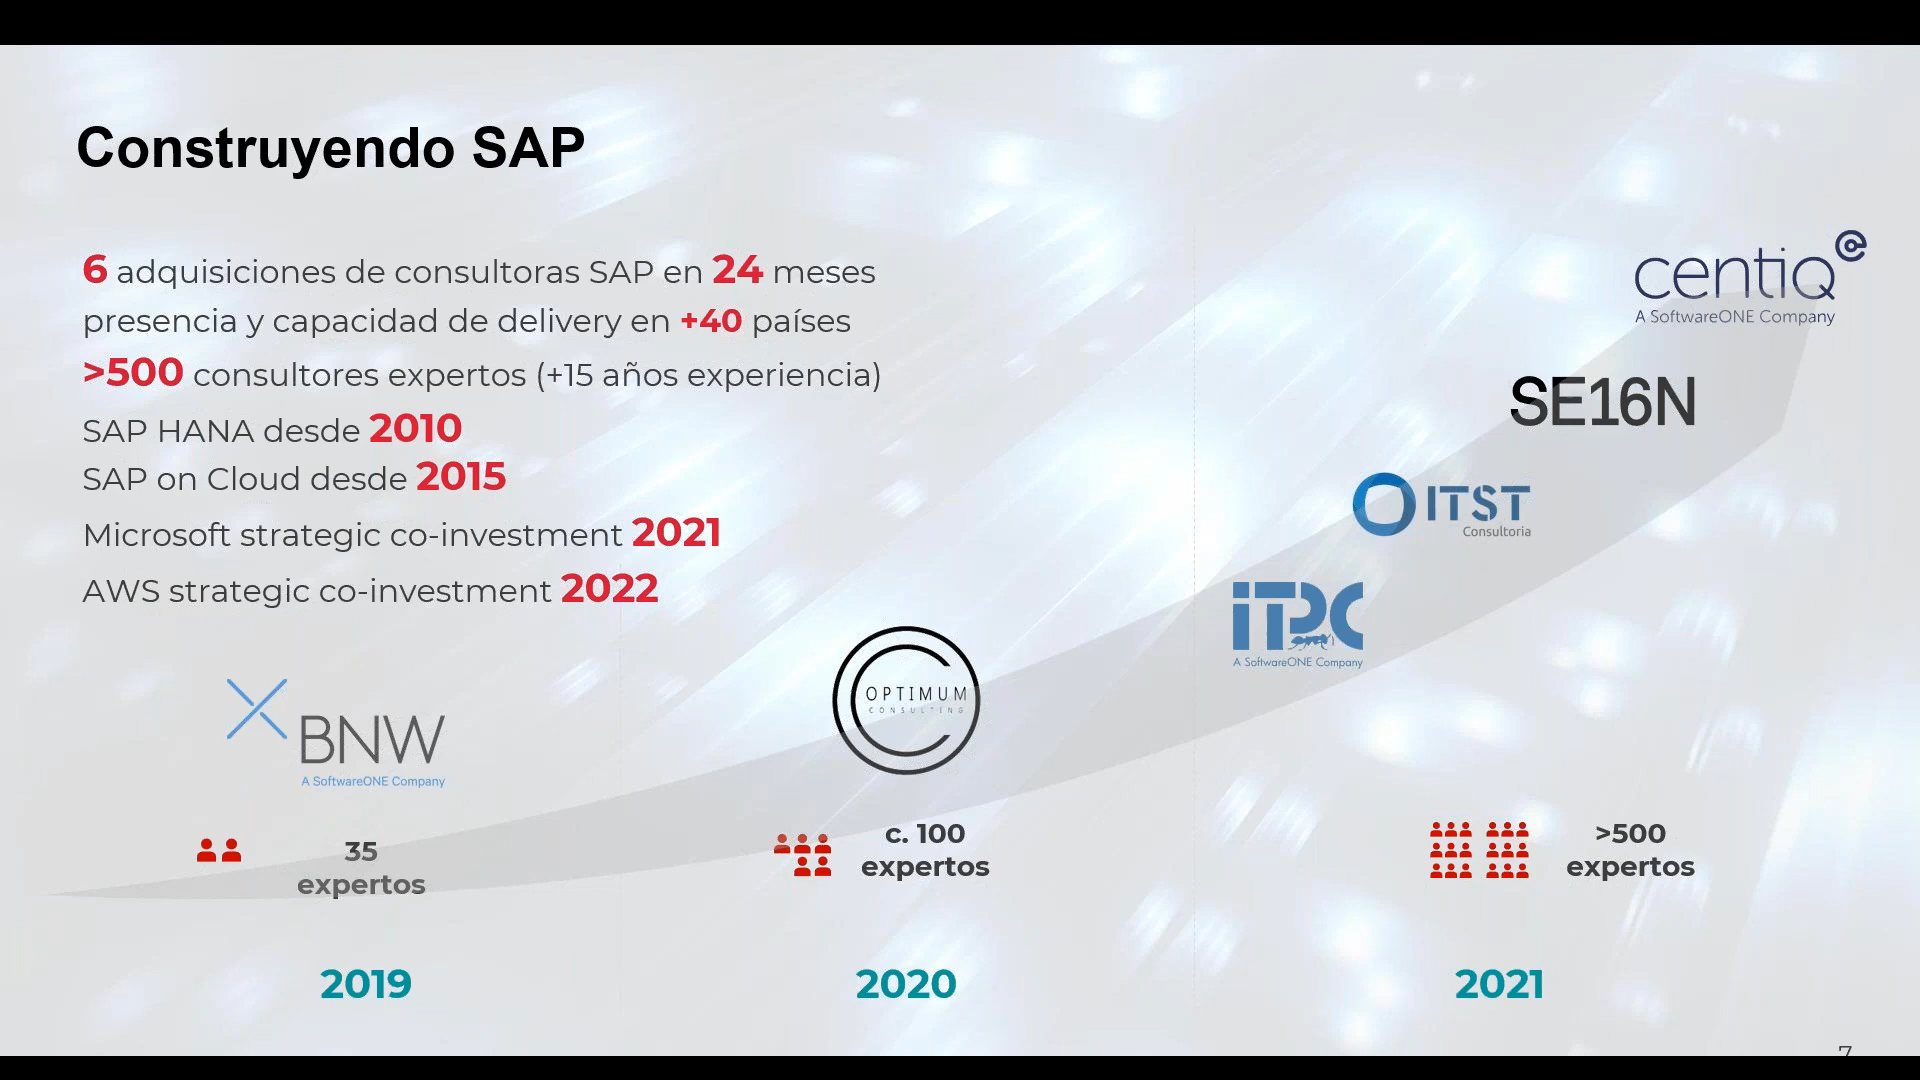 Construyendo SAP
6 adquisiciones de consultoras SAP en 24 meses
presencia y capacidad de delivery en +40 países
>500 consultores expertos (+15 años experiencia)
SAP HANA desde 2010
SAP on Cloud desde 2015
Microsoft strategic co-investment 2021
AWS strategic co-investment 2022
centiq
A SoftwareONE Company
SE16N
ITST
Consultoria
ITPC
A SoftwareONE Company
OPTIMUM
CONSULTING
BNW
A SoftwareONE Company
35
expertos
c. 100
expertos
>500
expertos
2019
2020
2021
7